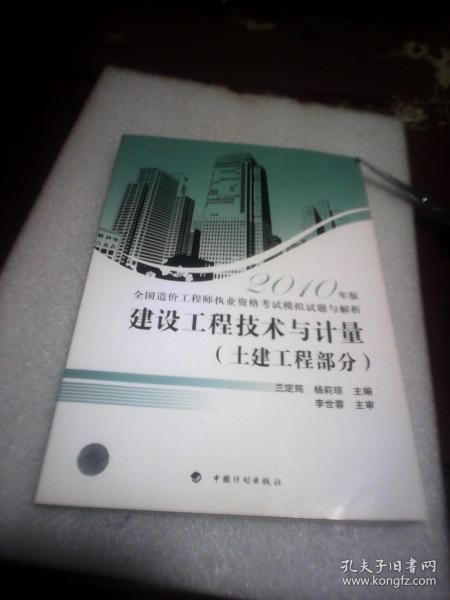 2010年版
全国造价工程师执业资格考试模拟试题与解析
建设工程技术与计量
（土建工程部分）
兰定筠 杨莉琼 主编
李世蓉 主审
中国计划出版社
孔夫子旧书网
www.kongfz.com